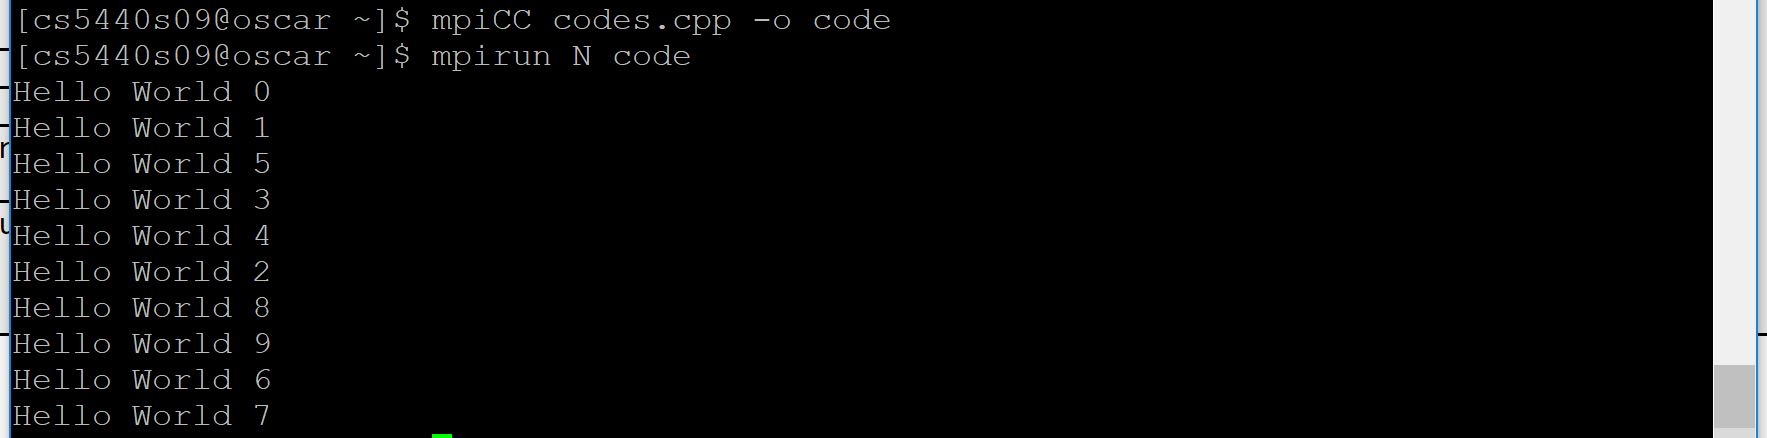 [cs5440s09@oscar ~]$ mpiCC codes.cpp -o code
[cs5440s09@oscar ~]$ mpirun N code
Hello World 0
Hello World 1
Hello World 5
Hello World 3
Hello World 4
Hello World 2
Hello World 8
Hello World 9
Hello World 6
Hello World 7